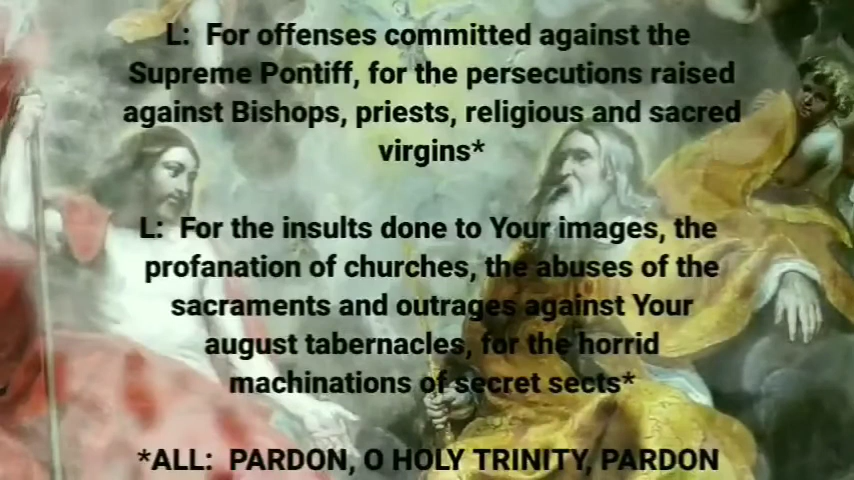 L: For offenses committed against the
Supreme Pontiff, for the persecutions raised
against Bishops, priests, religious and sacred
virgins*
L: For the insults done to Your images, the
profanation of churches, the abuses of the
sacraments and outrages against Your
august tabernacles, for the horrid
machinations of secret sects*
*ALL: PARDON, O HOLY TRINITY, PARDON